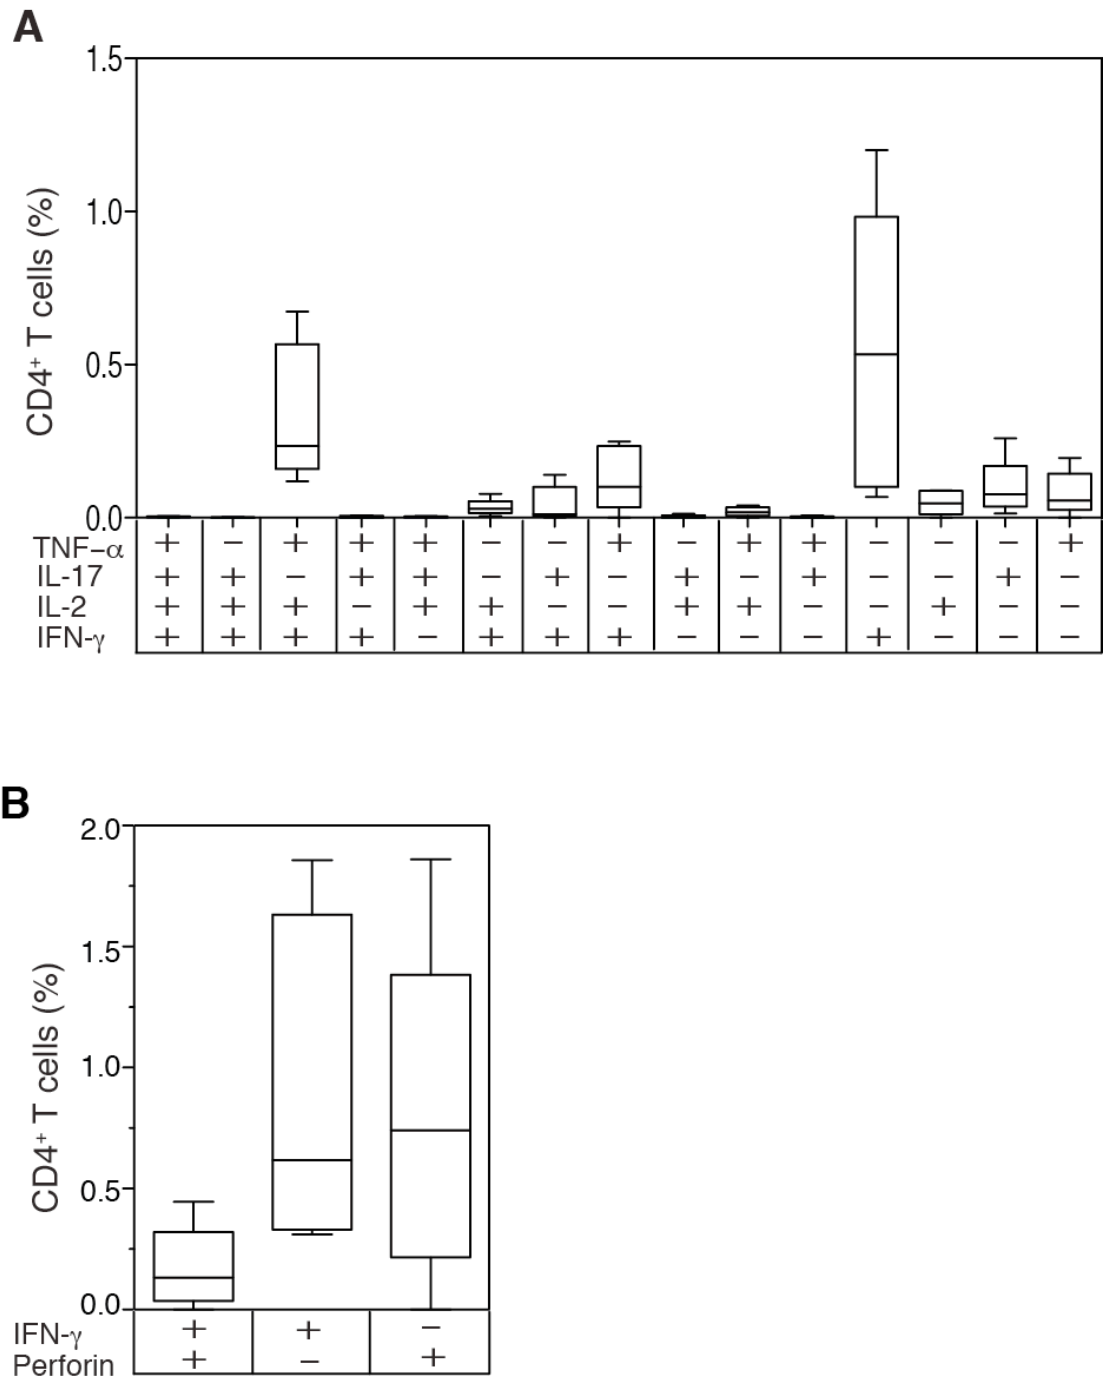 A
1.5
1.0
0.5
0.0
CD4⁺ T cells (%)
TNF–α + − + + + − − + − + + − − − +
IL-17 + + − + + − + − + − + − − + −
IL-2 + + + − + + − − + + − − + − −
IFN-γ + + + + − + + + − − − + − − −
B
2.0
1.5
1.0
0.5
0.0
CD4⁺ T cells (%)
IFN-γ + + −
Perforin + − +